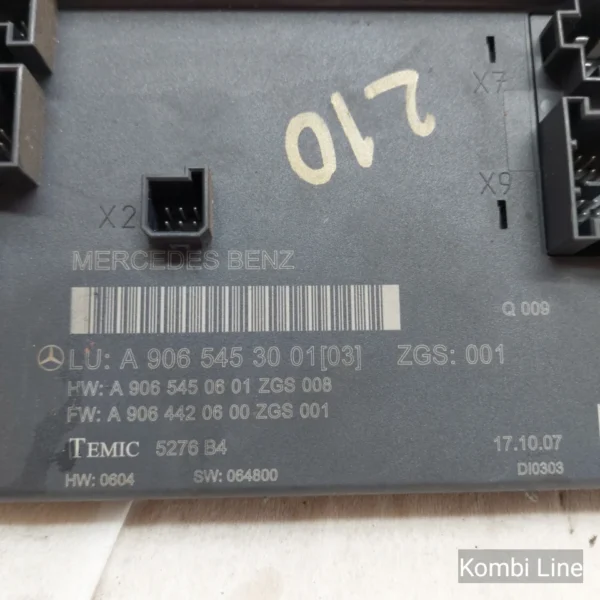 X7
210
X9
X2
MERCEDES BENZ
Q 009
LU: A 906 545 30 01[03] ZGS: 001
HW: A 906 545 06 01 ZGS 008
FW: A 906 442 06 00 ZGS 001
TEMIC 5276 B4
17.10.07
HW: 0604 SW: 064800
DI0303
Kombi Line